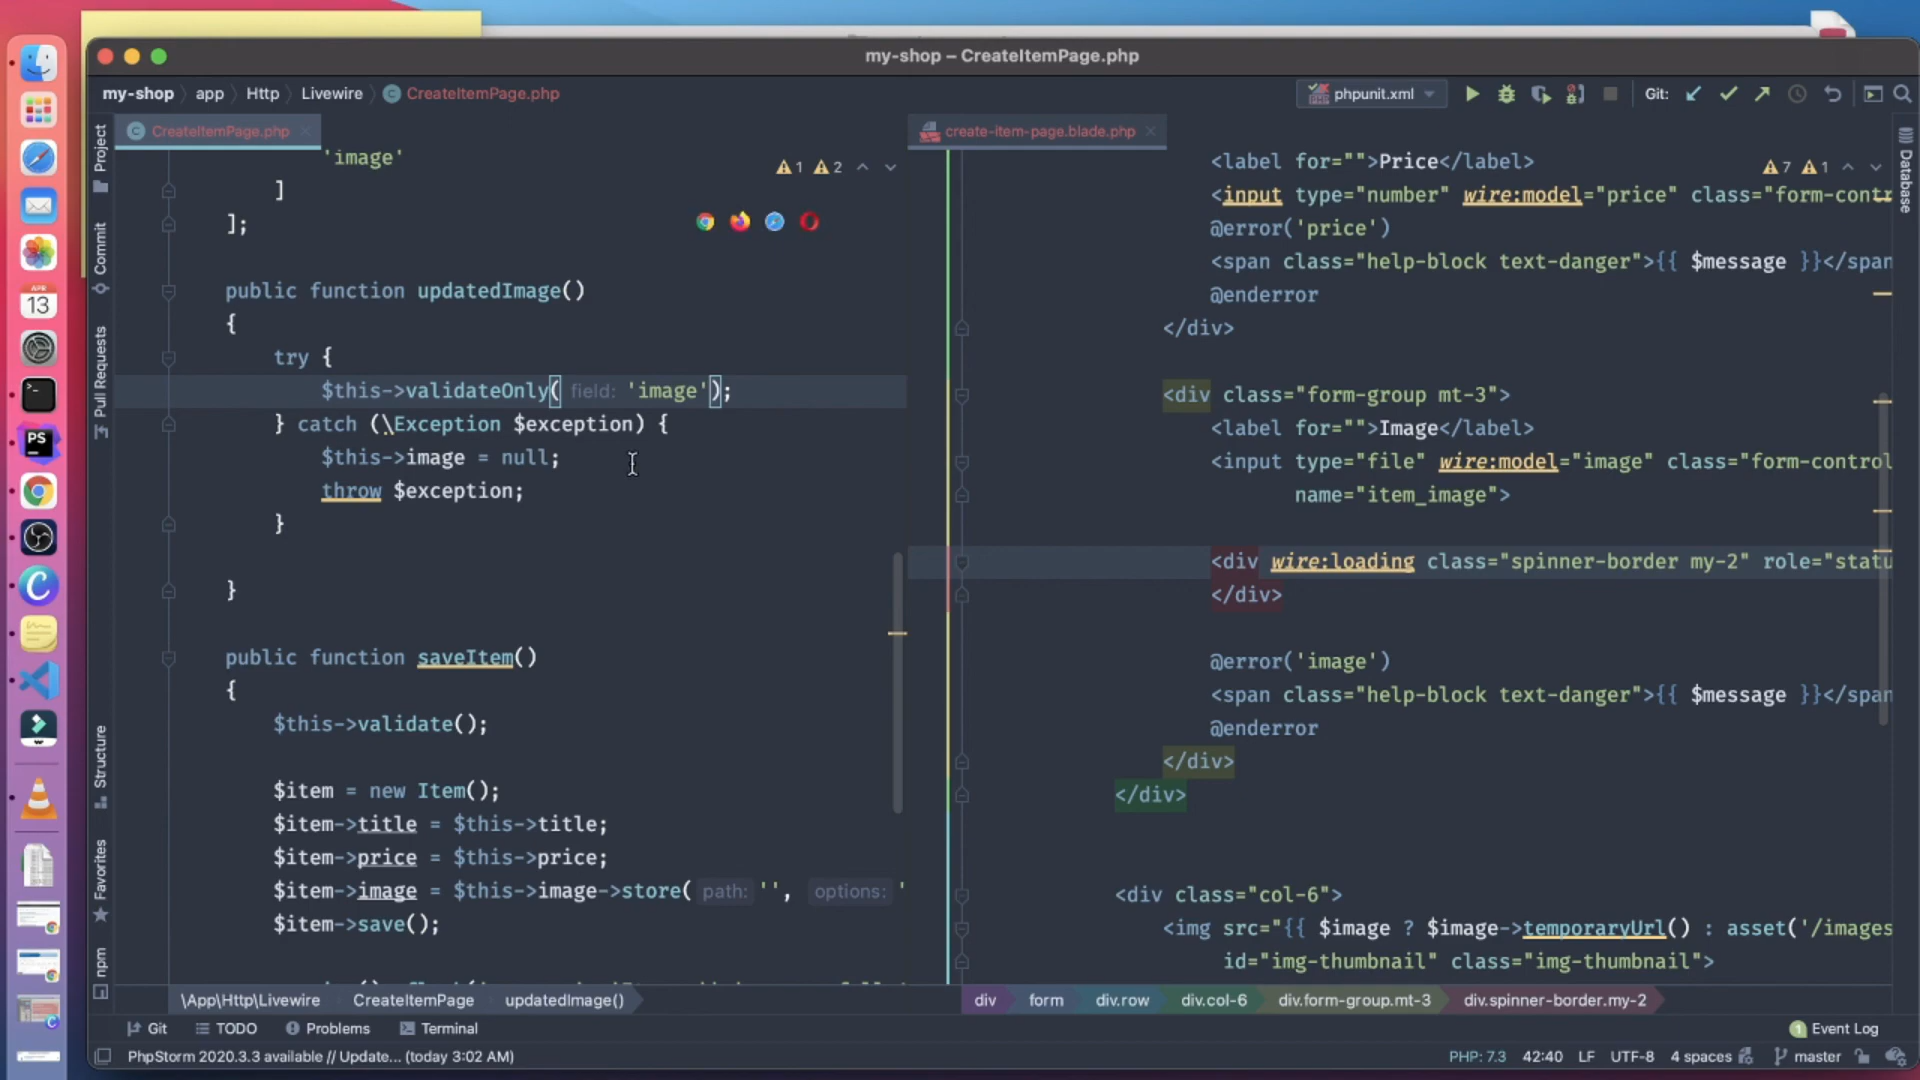 my-shop – CreateItemPage.php
my-shop app Http Livewire CreateItemPage.php
phpunit.xml
Git:
CreateItemPage.php
create-item-page.blade.php
Project
Commit
Pull Requests
Structure
Favorites
npm
Database
APR
13
PS
1 2
'image'
]
];
public function updatedImage()
{
try {
$this->validateOnly( field: 'image');
} catch (\Exception $exception) {
$this->image = null;
throw $exception;
}
}
public function saveItem()
{
$this->validate();
$item = new Item();
$item->title = $this->title;
$item->price = $this->price;
$item->image = $this->image->store( path: '', options: '
$item->save();
7 1
<label for="">Price</label>
<input type="number" wire:model="price" class="form-contr
@error('price')
<span class="help-block text-danger">{{ $message }}</span
@enderror
</div>
<div class="form-group mt-3">
<label for="">Image</label>
<input type="file" wire:model="image" class="form-control
name="item_image">
<div wire:loading class="spinner-border my-2" role="statu
</div>
@error('image')
<span class="help-block text-danger">{{ $message }}</span
@enderror
</div>
</div>
<div class="col-6">
<img src="{{ $image ? $image->temporaryUrl() : asset('/images
id="img-thumbnail" class="img-thumbnail">
\App\Http\Livewire CreateItemPage updatedImage()
div form div.row div.col-6 div.form-group.mt-3 div.spinner-border.my-2
Git TODO Problems Terminal
1 Event Log
PhpStorm 2020.3.3 available // Update... (today 3:02 AM)
PHP: 7.3 42:40 LF UTF-8 4 spaces master